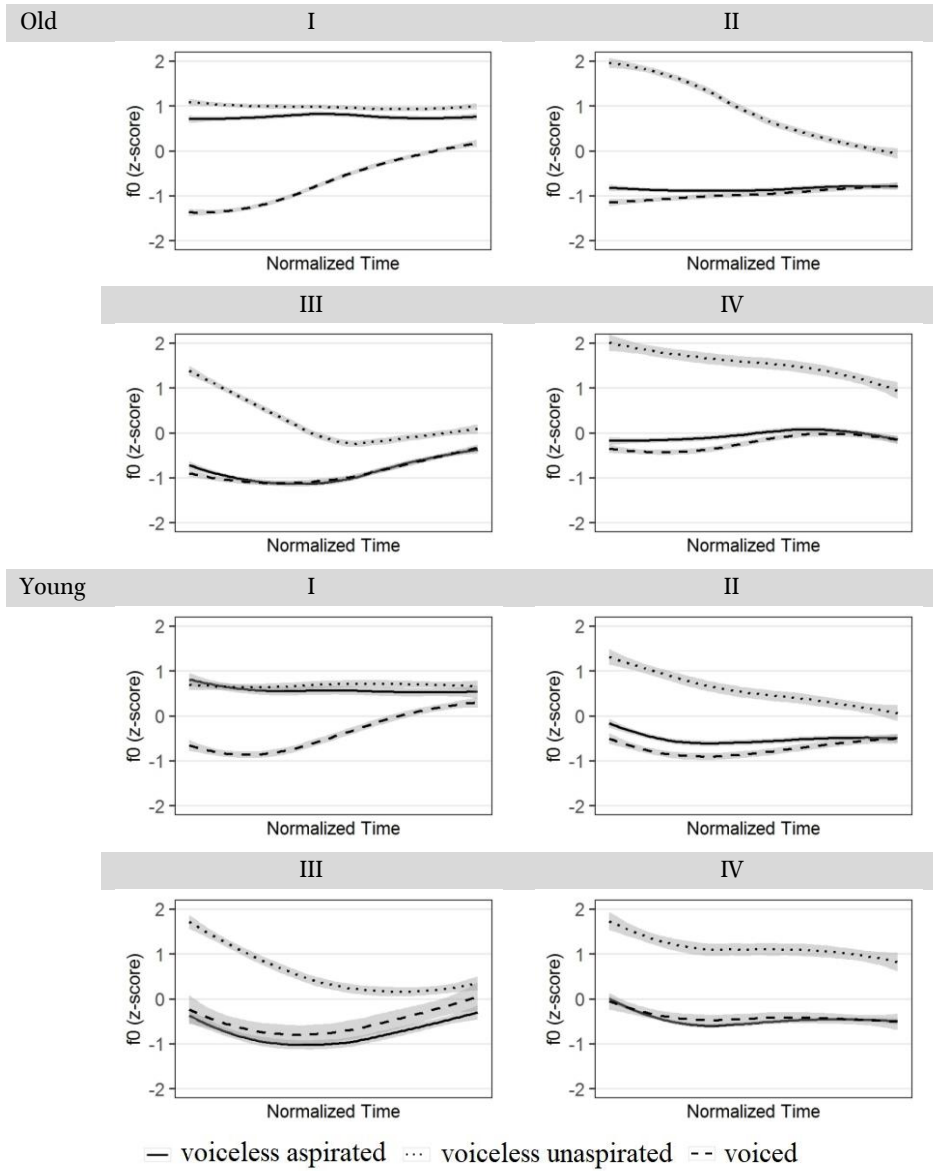 Old I II
f0 (z-score) 2 1 0 -1 -2 f0 (z-score) 2 1 0 -1 -2
Normalized Time Normalized Time
III IV
f0 (z-score) 2 1 0 -1 -2 f0 (z-score) 2 1 0 -1 -2
Normalized Time Normalized Time
Young I II
f0 (z-score) 2 1 0 -1 -2 f0 (z-score) 2 1 0 -1 -2
Normalized Time Normalized Time
III IV
f0 (z-score) 2 1 0 -1 -2 f0 (z-score) 2 1 0 -1 -2
Normalized Time Normalized Time
voiceless aspirated voiceless unaspirated voiced